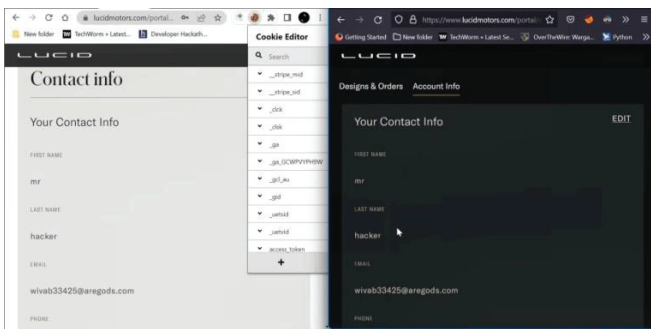 lucidmotors.com/portal...
New folder
TechWorm • Latest...
Developer Hackath...
LUCID
Contact info
Your Contact Info
FIRST NAME
mr
LAST NAME
hacker
EMAIL
wivab33425@aregods.com
PHONE
Cookie Editor
Search
__stripe_mid
__stripe_sid
_clck
_clsk
_ga
_ga_GCWPVYPH9W
_gcl_au
_gid
_uetsid
_uetvid
access_token
+
https://www.lucidmotors.com/portal
Getting Started
New folder
TechWorm • Latest Se...
OverTheWire: Warga...
Python
LUCID
Designs & Orders
Account Info
Your Contact Info
EDIT
FIRST NAME
mr
LAST NAME
hacker
EMAIL
wivab33425@aregods.com
PHONE